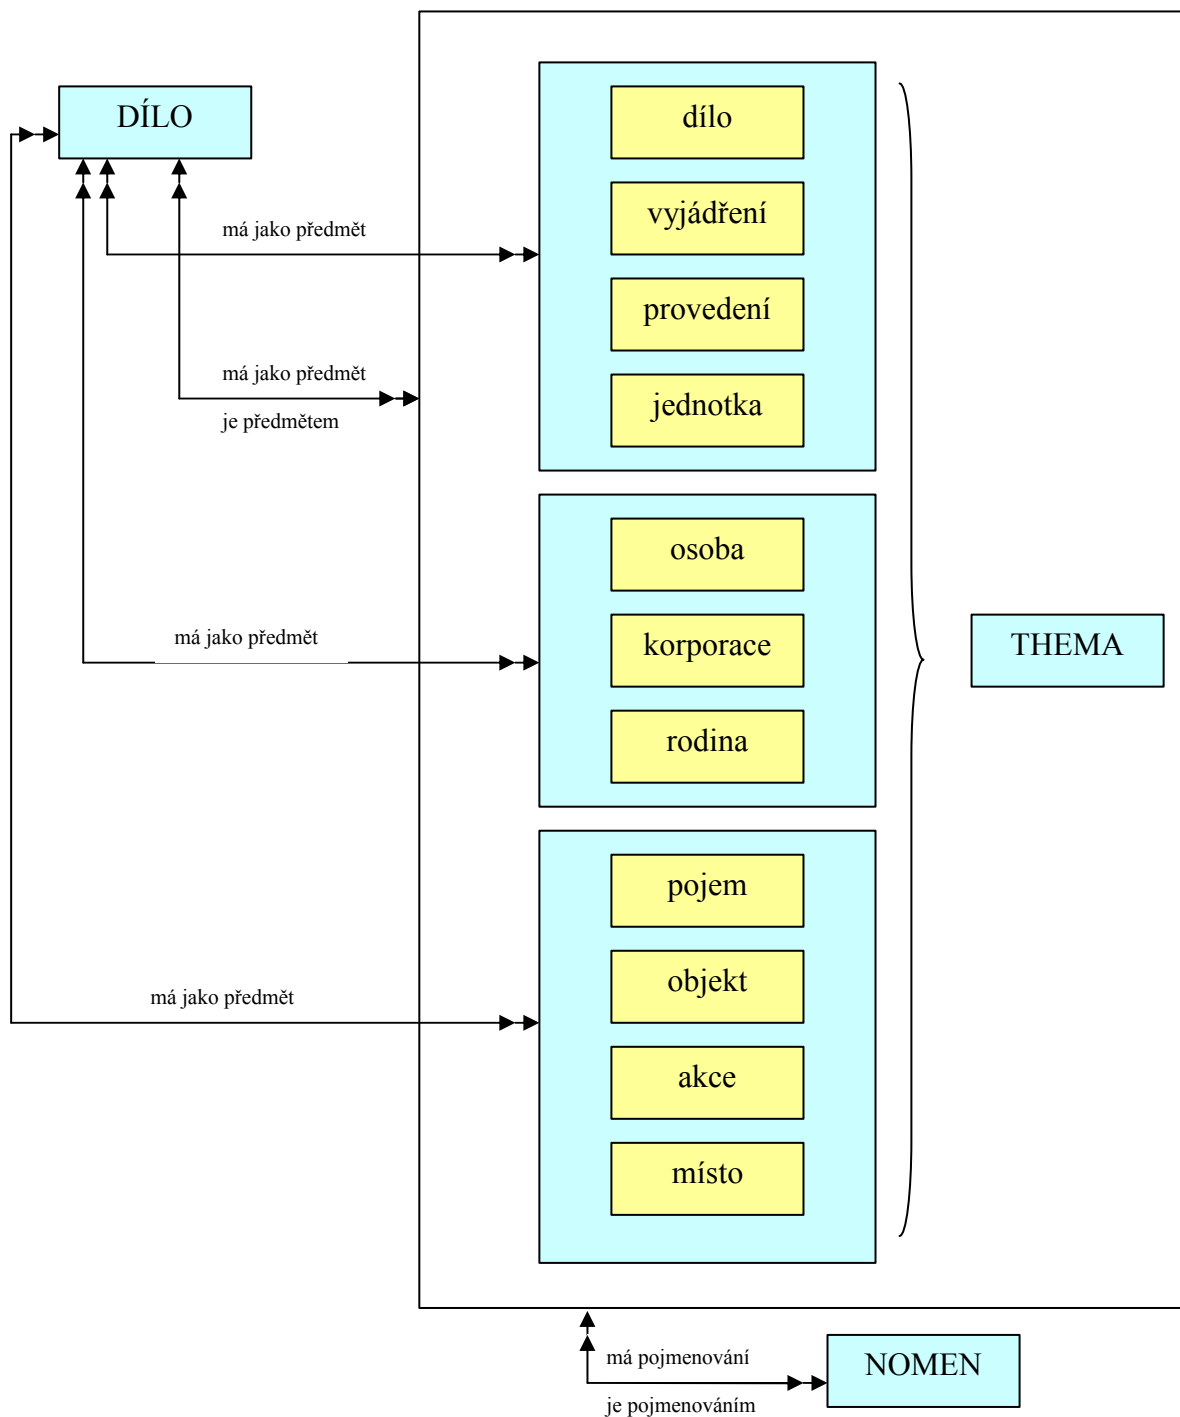 DÍLO
dílo
vyjádření
má jako předmět
provedení
má jako předmět
jednotka
je předmětem
osoba
má jako předmět
korporace
THEMA
rodina
pojem
objekt
má jako předmět
akce
místo
má pojmenování
NOMEN
je pojmenováním